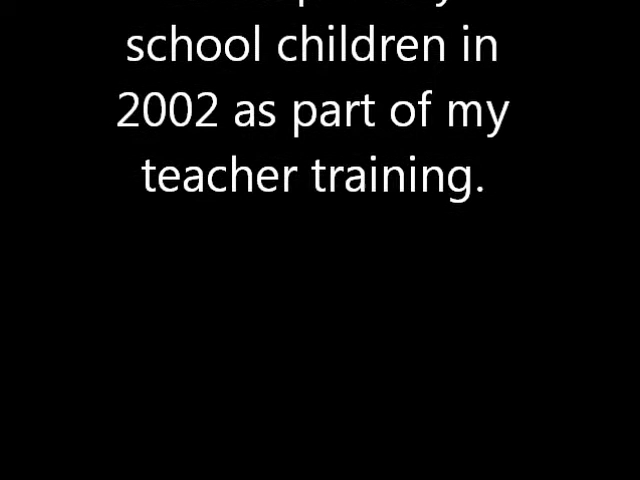 school children in
2002 as part of my
teacher training.